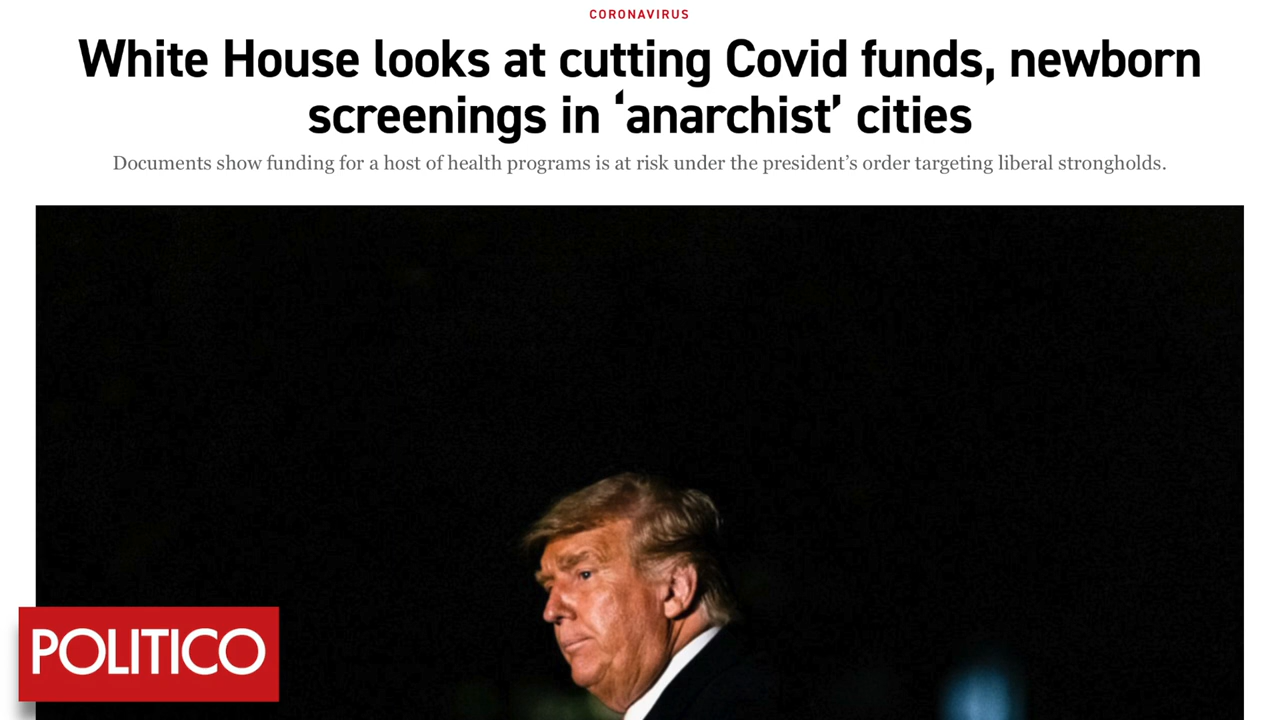 CORONAVIRUS
White House looks at cutting Covid funds, newborn
screenings in ‘anarchist’ cities
Documents show funding for a host of health programs is at risk under the president’s order targeting liberal strongholds.
POLITICO